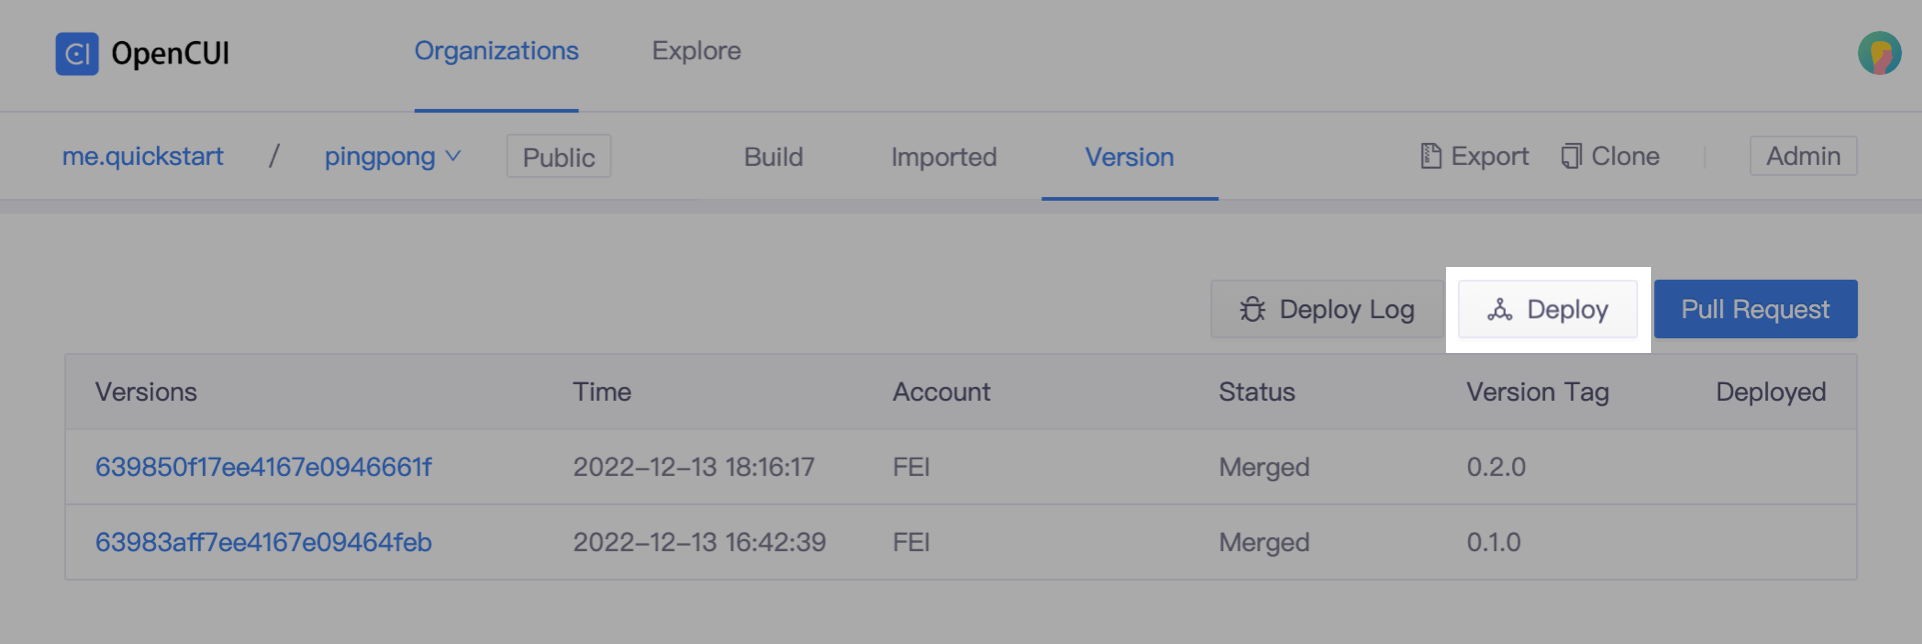 CI OpenCUI Organizations Explore
me.quickstart / pingpong Public Build Imported Version Export Clone Admin
Deploy Log Deploy Pull Request
Versions Time Account Status Version Tag Deployed
639850f17ee4167e0946661f 2022-12-13 18:16:17 FEI Merged 0.2.0
63983aff7ee4167e09464feb 2022-12-13 16:42:39 FEI Merged 0.1.0